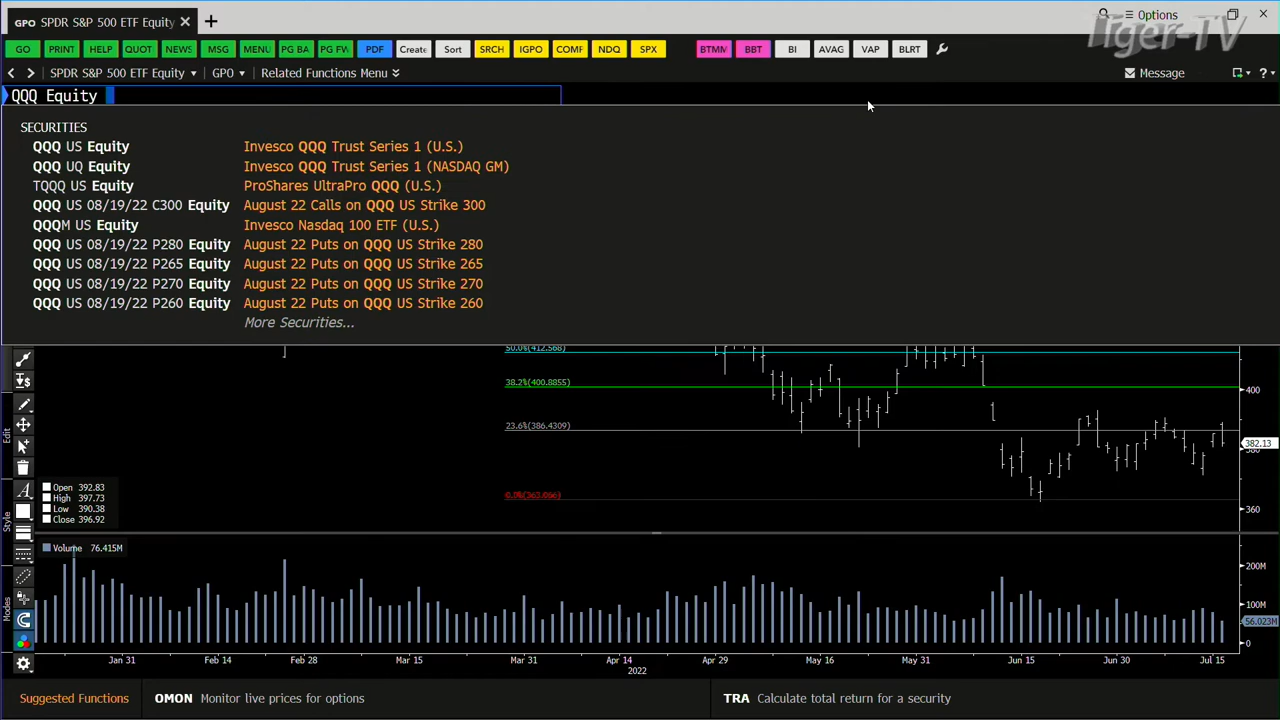 GPO SPDR S&P 500 ETF Equity
Options
Tiger-TV
GO PRINT HELP QUOT NEWS MSG MENU PG BA PG FW PDF Create Sort SRCH IGPO COMF NDQ SPX BTMM BBT BI AVAG VAP BLRT
SPDR S&P 500 ETF Equity GPO Related Functions Menu Message ?
QQQ Equity
SECURITIES
QQQ US Equity Invesco QQQ Trust Series 1 (U.S.)
QQQ UQ Equity Invesco QQQ Trust Series 1 (NASDAQ GM)
TQQQ US Equity ProShares UltraPro QQQ (U.S.)
QQQ US 08/19/22 C300 Equity August 22 Calls on QQQ US Strike 300
QQQM US Equity Invesco Nasdaq 100 ETF (U.S.)
QQQ US 08/19/22 P280 Equity August 22 Puts on QQQ US Strike 280
QQQ US 08/19/22 P265 Equity August 22 Puts on QQQ US Strike 265
QQQ US 08/19/22 P270 Equity August 22 Puts on QQQ US Strike 270
QQQ US 08/19/22 P260 Equity August 22 Puts on QQQ US Strike 260
More Securities...
50.0%(412.568)
38.2%(400.8855)
400
23.6%(386.4309)
382.13
380
0.0%(363.066)
360
Edit
Style
Modes
Open 392.83
High 397.73
Low 390.38
Close 396.92
Volume 76.415M
200M
100M
56.023M
0
Jan 31 Feb 14 Feb 28 Mar 15 Mar 31 Apr 14 Apr 29 May 16 May 31 Jun 15 Jun 30 Jul 15
2022
Suggested Functions OMON Monitor live prices for options TRA Calculate total return for a security